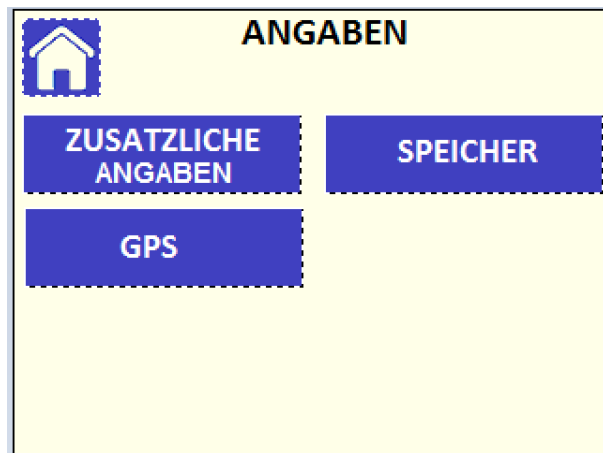 ANGABEN
ZUSATZLICHE
ANGABEN
SPEICHER
GPS